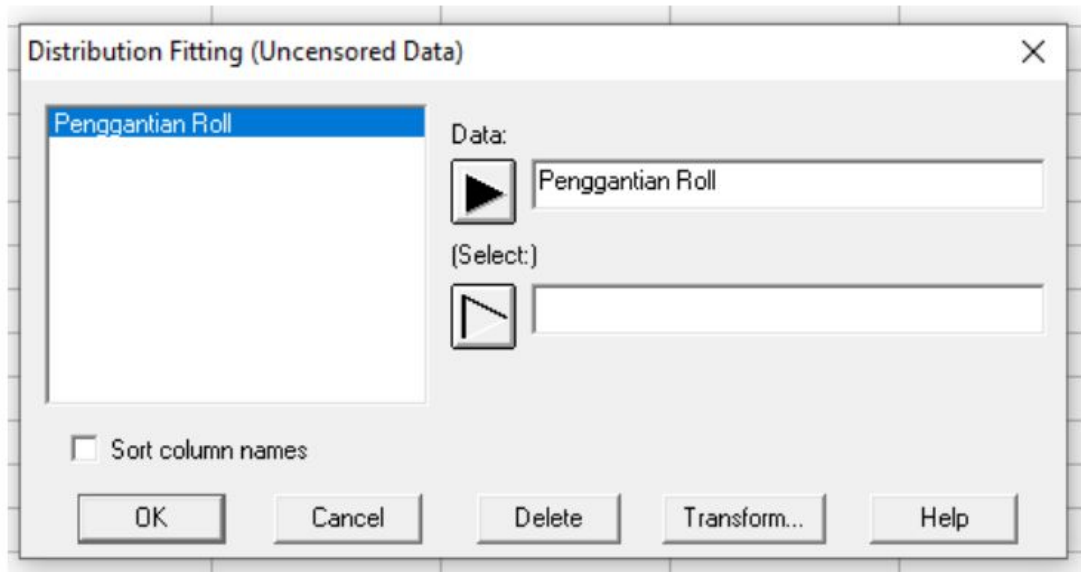 Distribution Fitting (Uncensored Data)
Penggantian Roll
Data:
Penggantian Roll
(Select:)
Sort column names
OK
Cancel
Delete
Transform...
Help